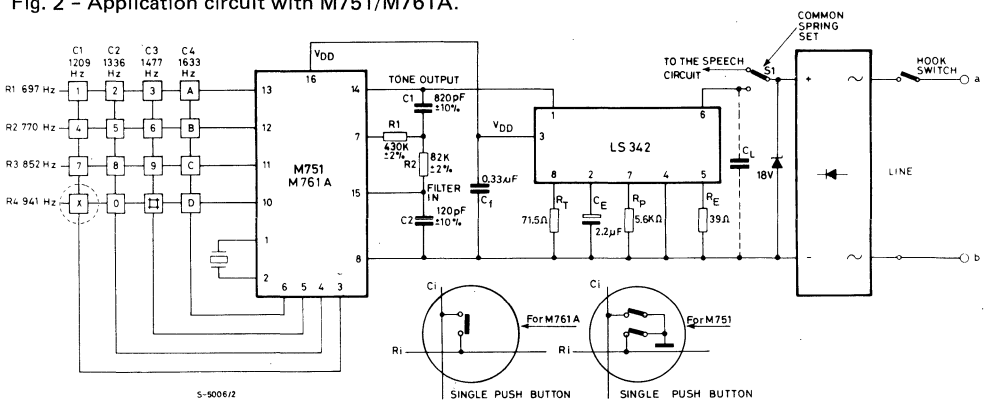 Fig. 2 – Application circuit with M751/M761A.
COMMON
SPRING
SET
C1 C2 C3 C4
1209 1336 1477 1633
Hz Hz Hz Hz
VDD
TO THE SPEECH
CIRCUIT
S1
HOOK
SWITCH
16
TONE OUTPUT
R1 697 Hz 1 2 3 A 13
14
C1 820pF
±10%
1 6
+ ~ a
R2 770 Hz 4 5 6 B 12
7
R1
430K
±2%
R2
82K
±2%
VDD
3
LS 342
CL
18V
LINE
R3 852 Hz 7 8 9 C 11
M751
M761A
15
FILTER
IN
0.33µF
Cf
8 2 7 4 5
R4 941 Hz X 0 D 10
C2
120pF
±10%
RT
71.5Ω
CE
2.2µF
RP
5.6KΩ
RE
39Ω
1
2
8
- ~ b
6 5 4 3
Ci
Ri
For M761A
Ci
Ri
For M751
S-5006/2
SINGLE PUSH BUTTON
SINGLE PUSH BUTTON